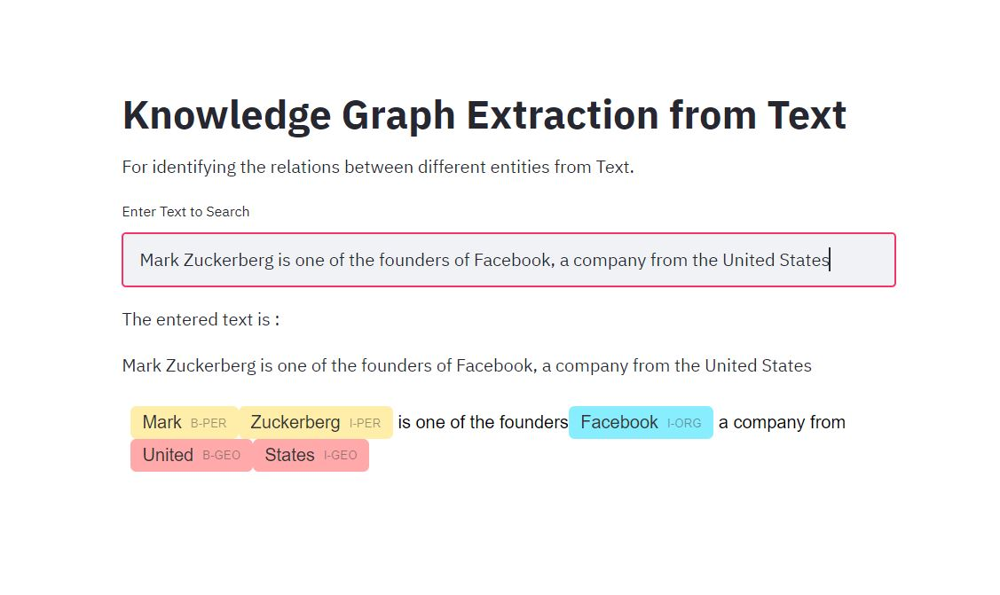 Knowledge Graph Extraction from Text
For identifying the relations between different entities from Text.
Enter Text to Search
Mark Zuckerberg is one of the founders of Facebook, a company from the United States
The entered text is :
Mark Zuckerberg is one of the founders of Facebook, a company from the United States
Mark B-PER Zuckerberg I-PER is one of the founders Facebook I-ORG a company from
United B-GEO States I-GEO